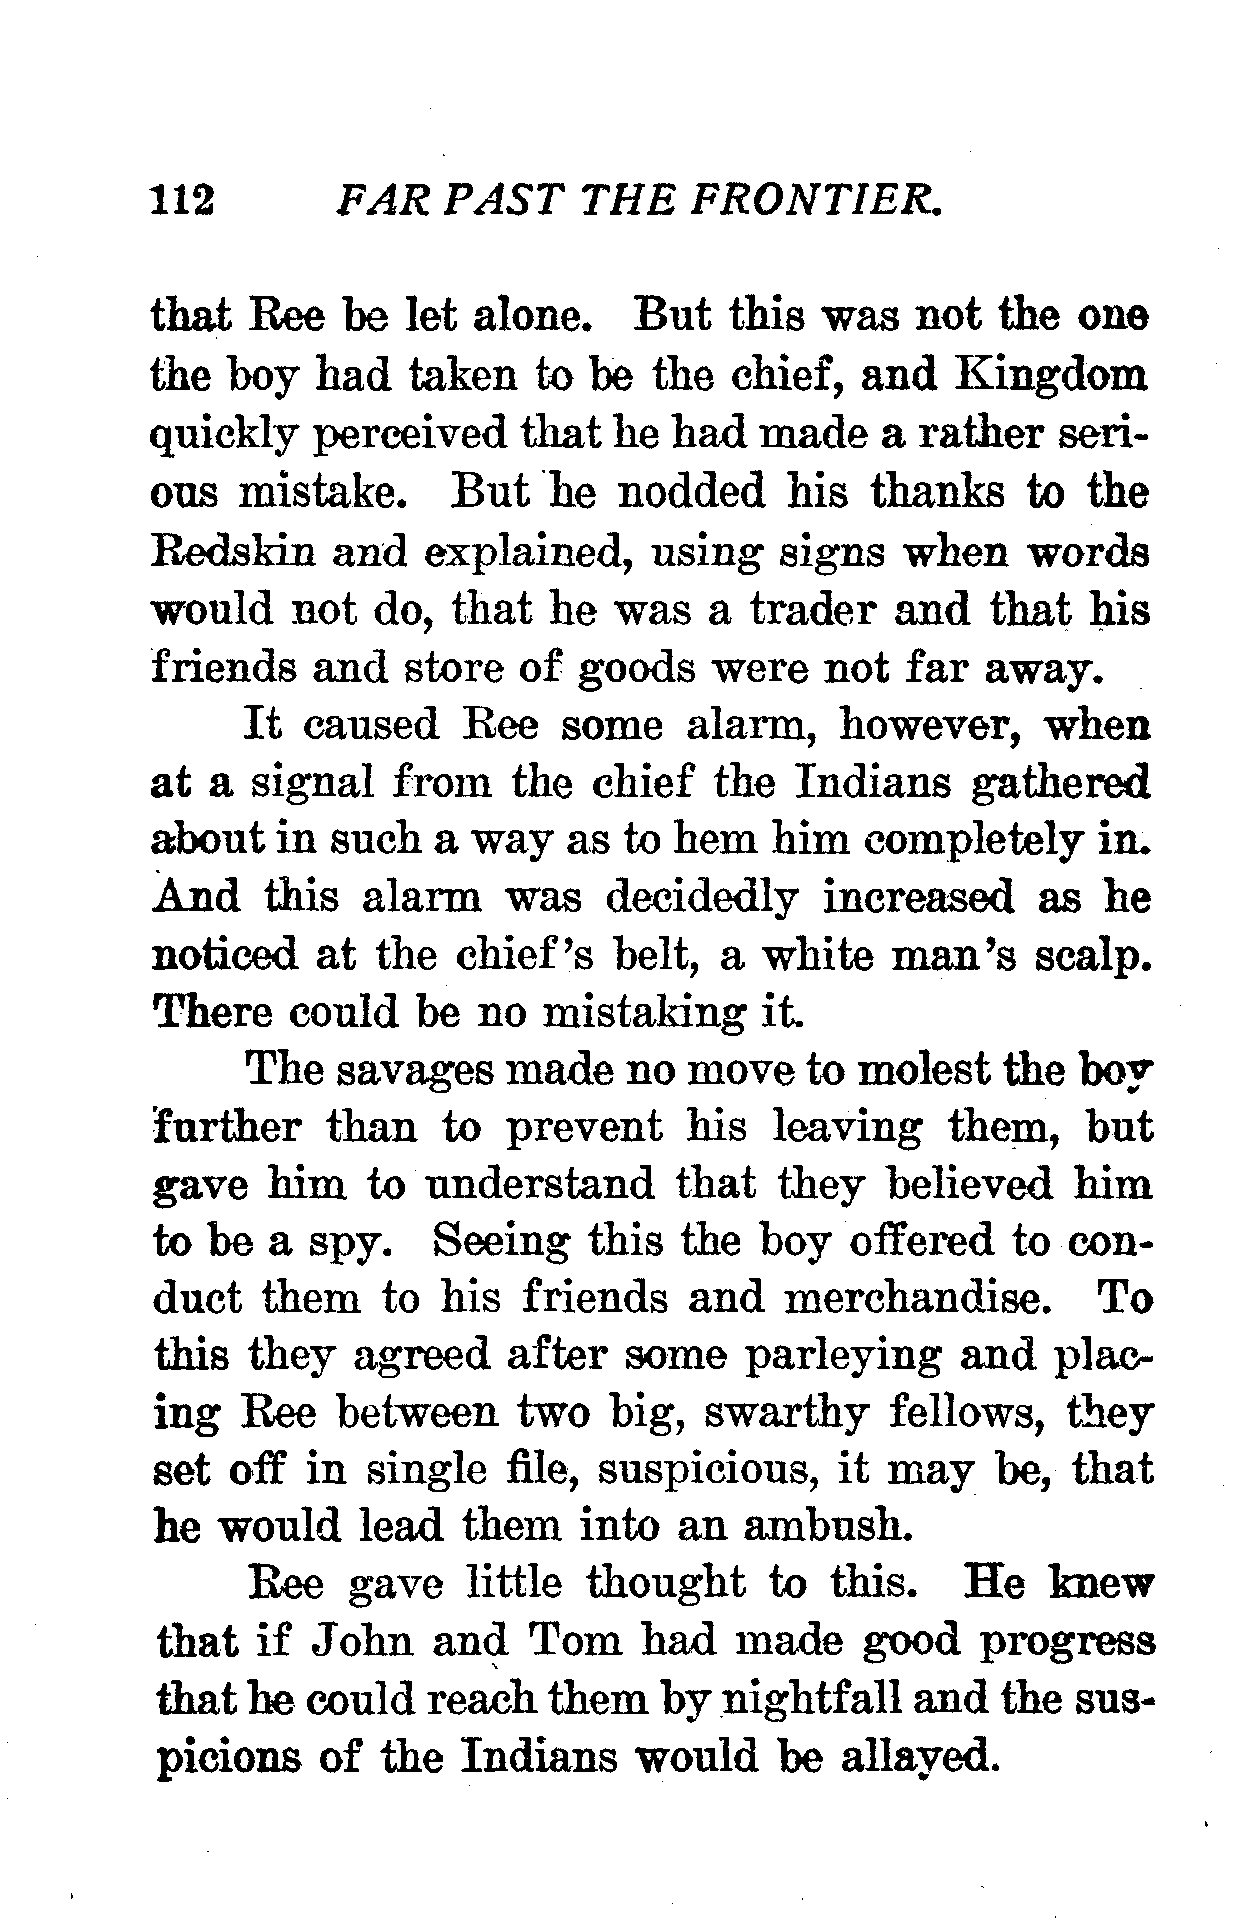 112 FAR PAST THE FRONTIER.
that Ree be let alone. But this was not the one
the boy had taken to be the chief, and Kingdom
quickly perceived that he had made a rather seri-
ous mistake. But he nodded his thanks to the
Redskin and explained, using signs when words
would not do, that he was a trader and that his
friends and store of goods were not far away.
It caused Ree some alarm, however, when
at a signal from the chief the Indians gathered
about in such a way as to hem him completely in.
And this alarm was decidedly increased as he
noticed at the chief's belt, a white man's scalp.
There could be no mistaking it.
The savages made no move to molest the boy
further than to prevent his leaving them, but
gave him to understand that they believed him
to be a spy. Seeing this the boy offered to con-
duct them to his friends and merchandise. To
this they agreed after some parleying and plac-
ing Ree between two big, swarthy fellows, they
set off in single file, suspicious, it may be, that
he would lead them into an ambush.
Ree gave little thought to this. He knew
that if John and Tom had made good progress
that he could reach them by nightfall and the sus-
picions of the Indians would be allayed.